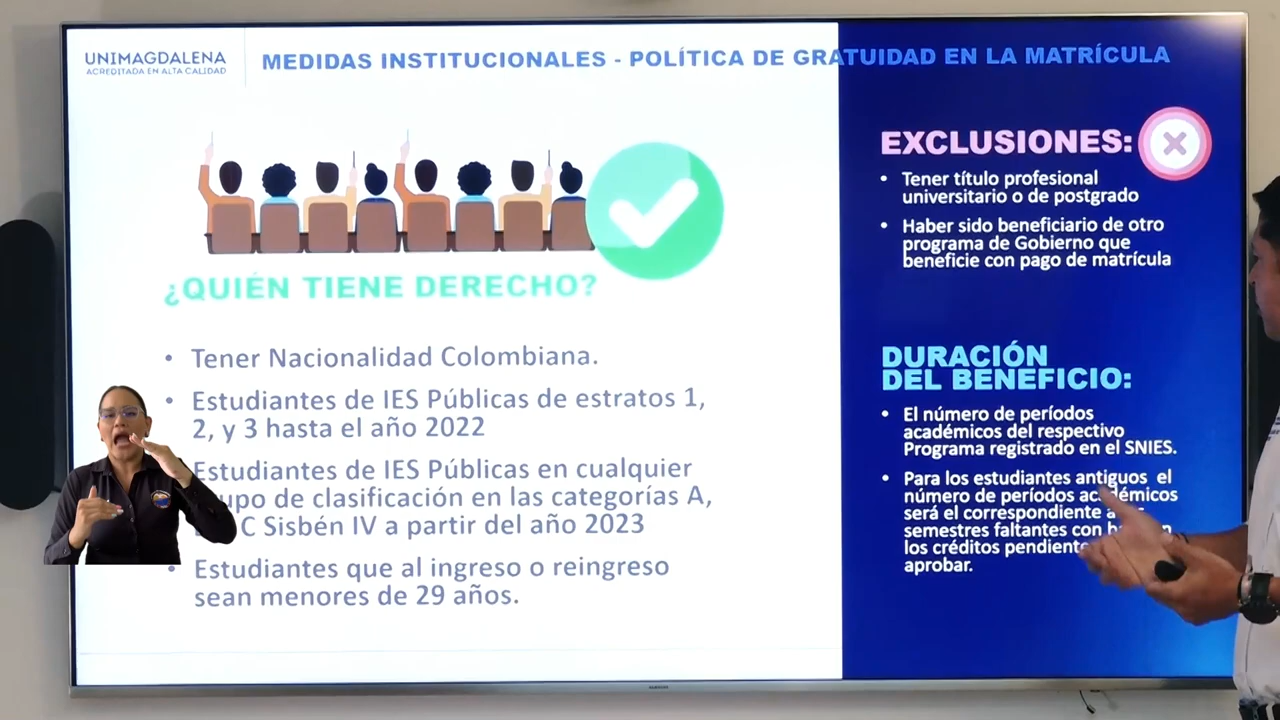 UNIMAGDALENA
ACREDITADA EN ALTA CALIDAD
MEDIDAS INSTITUCIONALES - POLÍTICA DE GRATUIDAD EN LA MATRÍCULA
¿QUIÉN TIENE DERECHO?
• Tener Nacionalidad Colombiana.
• Estudiantes de IES Públicas de estratos 1,
2, y 3 hasta el año 2022
Estudiantes de IES Públicas en cualquier
de clasificación en las categorías A,
C Sisbén IV a partir del año 2023
• Estudiantes que al ingreso o reingreso
sean menores de 29 años.
EXCLUSIONES:
• Tener título profesional
universitario o de postgrado
• Haber sido beneficiario de otro
programa de Gobierno que
beneficie con pago de matrícula
DURACIÓN
DEL BENEFICIO:
• El número de períodos
académicos del respectivo
Programa registrado en el SNIES.
• Para los estudiantes antiguos el
número de períodos académicos
será el correspondiente a
semestres faltantes con
los créditos
aprobar.